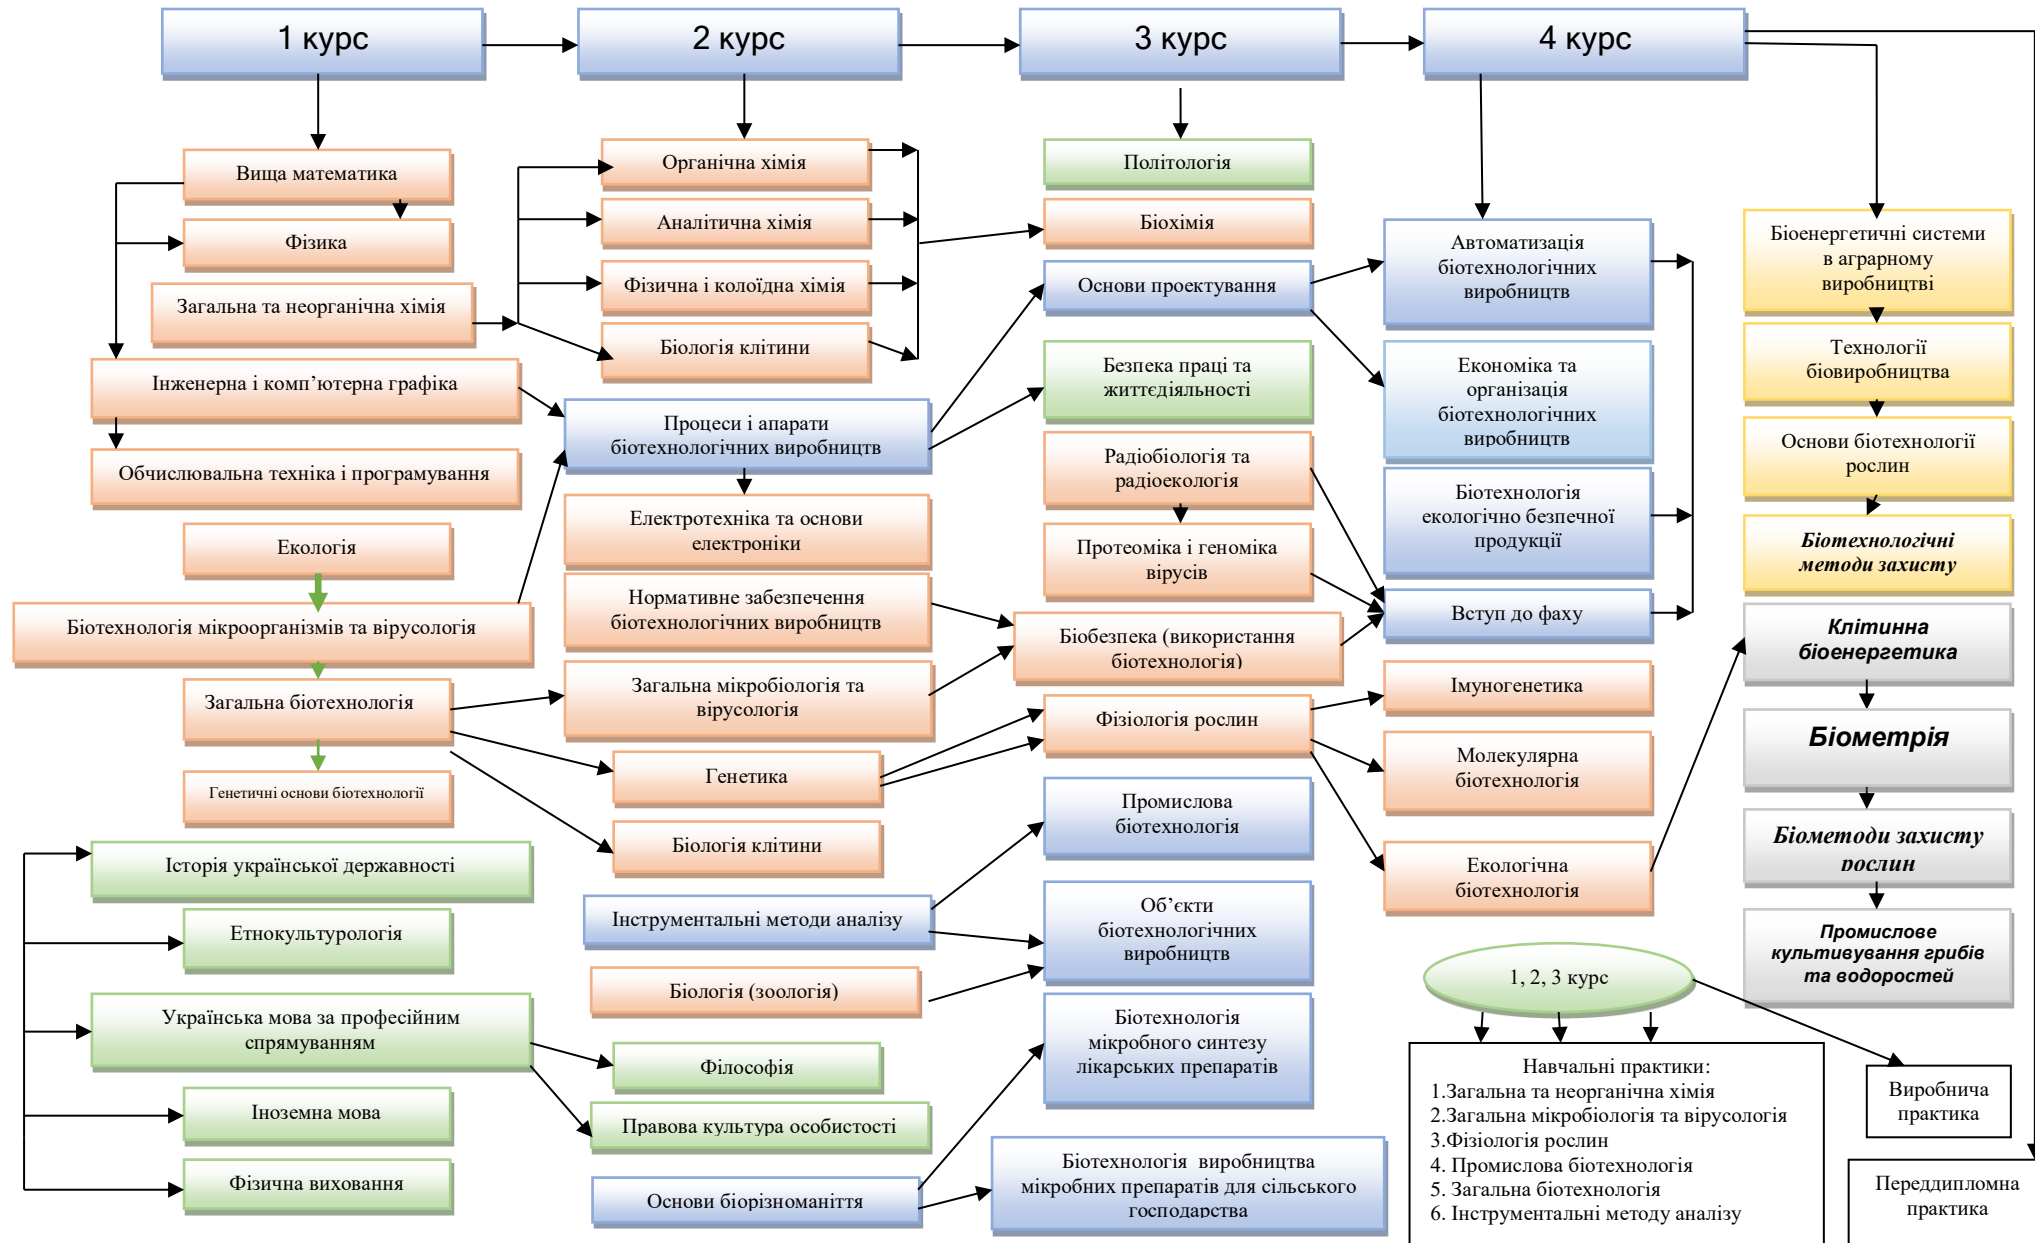 1 курс
2 курс
3 курс
4 курс
Вища математика
Фізика
Загальна та неорганічна хімія
Інженерна і комп’ютерна графіка
Обчислювальна техніка і програмування
Екологія
Біотехнологія мікроорганізмів та вірусологія
Загальна біотехнологія
Генетичні основи біотехнології
Історія української державності
Етнокультурологія
Українська мова за професійним
спрямуванням
Іноземна мова
Фізична виховання
Органічна хімія
Аналітична хімія
Фізична і колоїдна хімія
Біологія клітини
Процеси і апарати
біотехнологічних виробництв
Електротехніка та основи
електроніки
Нормативне забезпечення
біотехнологічних виробництв
Загальна мікробіологія та
вірусологія
Генетика
Біологія клітини
Інструментальні методи аналізу
Біологія (зоологія)
Філософія
Правова культура особистості
Основи біорізноманіття
Політологія
Біохімія
Основи проектування
Безпека праці та
життєдіяльності
Радіобіологія та
радіоекологія
Протеоміка і геноміка
вірусів
Біобезпека (використання
біотехнологія)
Фізіологія рослин
Промислова
біотехнологія
Об’єкти
біотехнологічних
виробництв
Біотехнологія
мікробного синтезу
лікарських препаратів
Біотехнологія виробництва
мікробних препаратів для сільського
господарства
Автоматизація
біотехнологічних
виробництв
Економіка та
організація
біотехнологічних
виробництв
Біотехнологія
екологічно безпечної
продукції
Вступ до фаху
Імуногенетика
Молекулярна
біотехнологія
Екологічна
біотехнологія
1, 2, 3 курс
Навчальні практики:
1.Загальна та неорганічна хімія
2.Загальна мікробіологія та вірусологія
3.Фізіологія рослин
4. Промислова біотехнологія
5. Загальна біотехнологія
6. Інструментальні методу аналізу
Біоенергетичні системи
в аграрному
виробництві
Технології
біовиробництва
Основи біотехнології
рослин
Біотехнологічні
методи захисту
Клітинна
біоенергетика
Біометрія
Біометоди захисту
рослин
Промислове
культивування грибів
та водоростей
Виробнича
практика
Переддипломна
практика